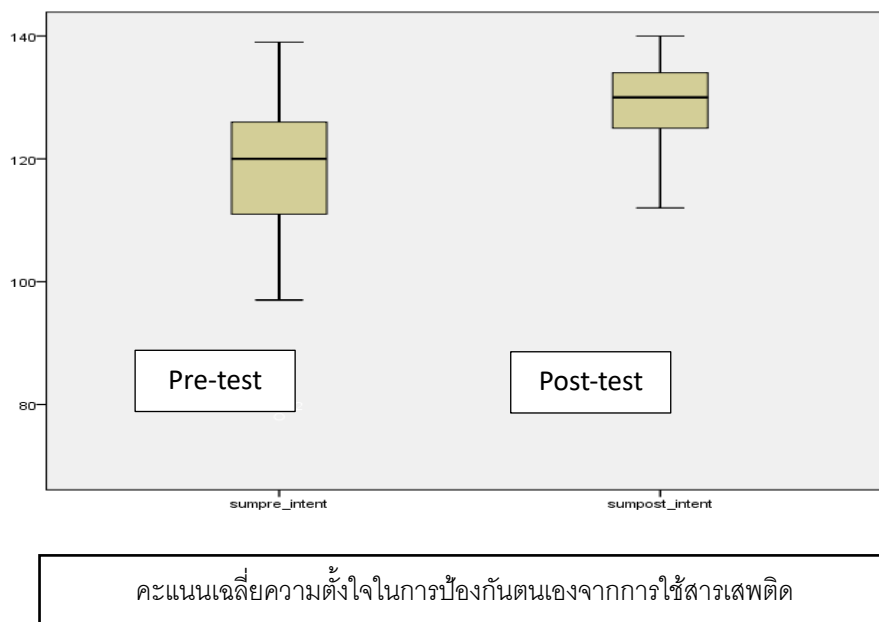 140
120
100
80
Pre-test
Post-test
sumpre_intent
sumpost_intent
คะแนนเฉลี่ยความตั้งใจในการป้องกันตนเองจากการใช้สารเสพติด